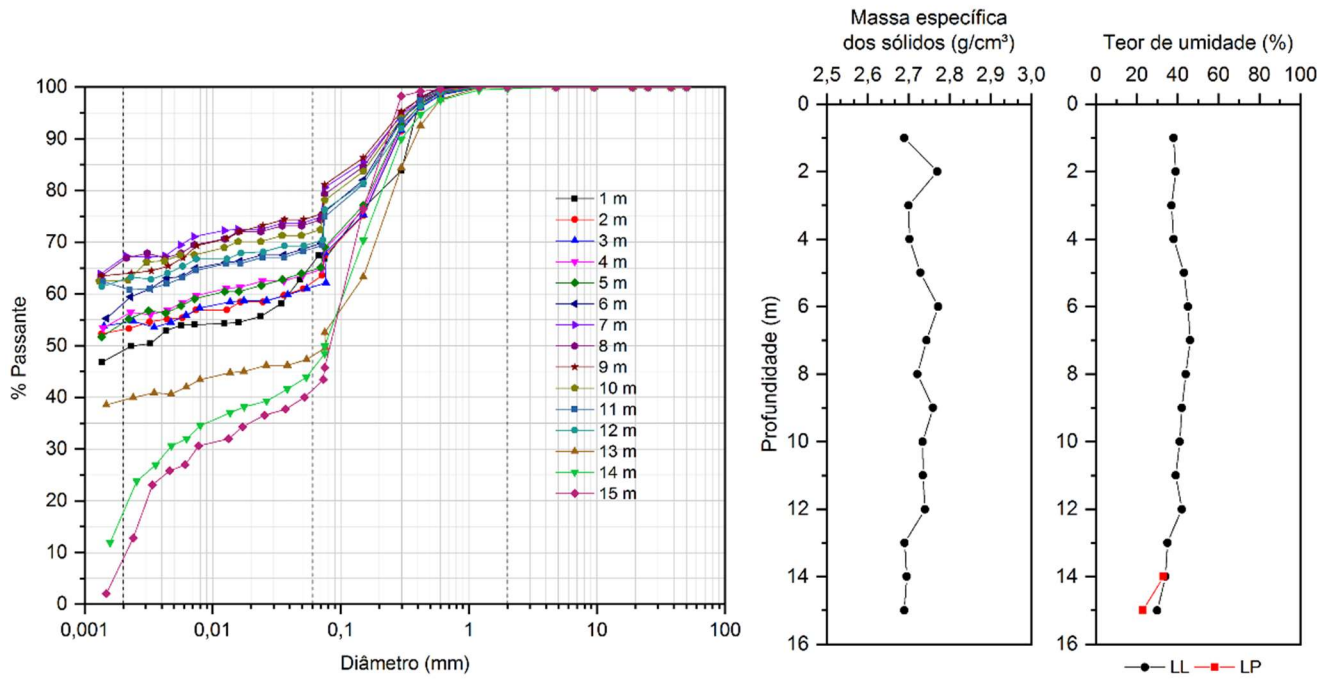 % Passante
100
90
80
70
60
50
40
30
20
10
0
0,001
0,01
0,1
1
10
100
Diâmetro (mm)
1 m
2 m
3 m
4 m
5 m
6 m
7 m
8 m
9 m
10 m
11 m
12 m
13 m
14 m
15 m
Massa específica
dos sólidos (g/cm³)
2,5 2,6 2,7 2,8 2,9 3,0
Profundidade (m)
0
2
4
6
8
10
12
14
16
Teor de umidade (%)
0 20 40 60 80 100
0
2
4
6
8
10
12
14
16
LL LP